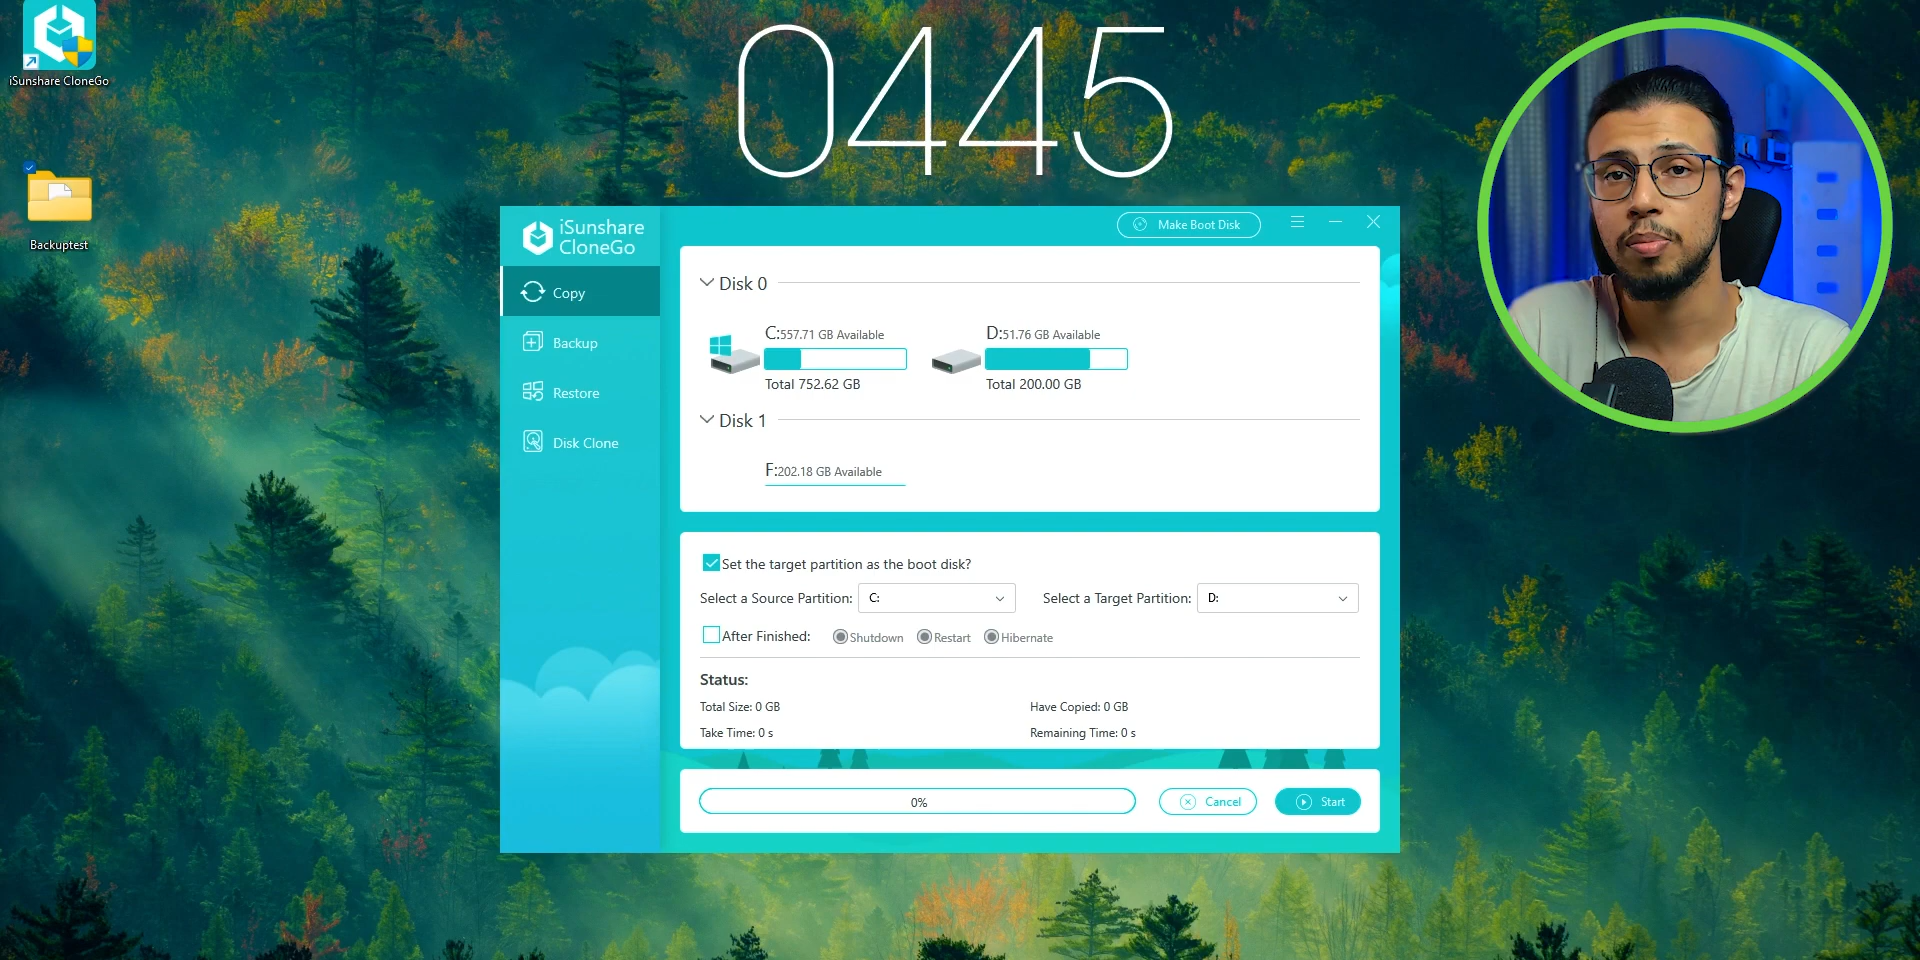 iSunshare CloneGo
Backuptest
0445
iSunshare
CloneGo
Make Boot Disk
Copy
Backup
Restore
Disk Clone
Disk 0
C:557.71 GB Available
D:51.76 GB Available
Total 752.62 GB
Total 200.00 GB
Disk 1
F:202.18 GB Available
Set the target partition as the boot disk?
Select a Source Partition: C:
Select a Target Partition: D:
After Finished: Shutdown Restart Hibernate
Status:
Total Size: 0 GB
Have Copied: 0 GB
Take Time: 0 s
Remaining Time: 0 s
0%
Cancel
Start